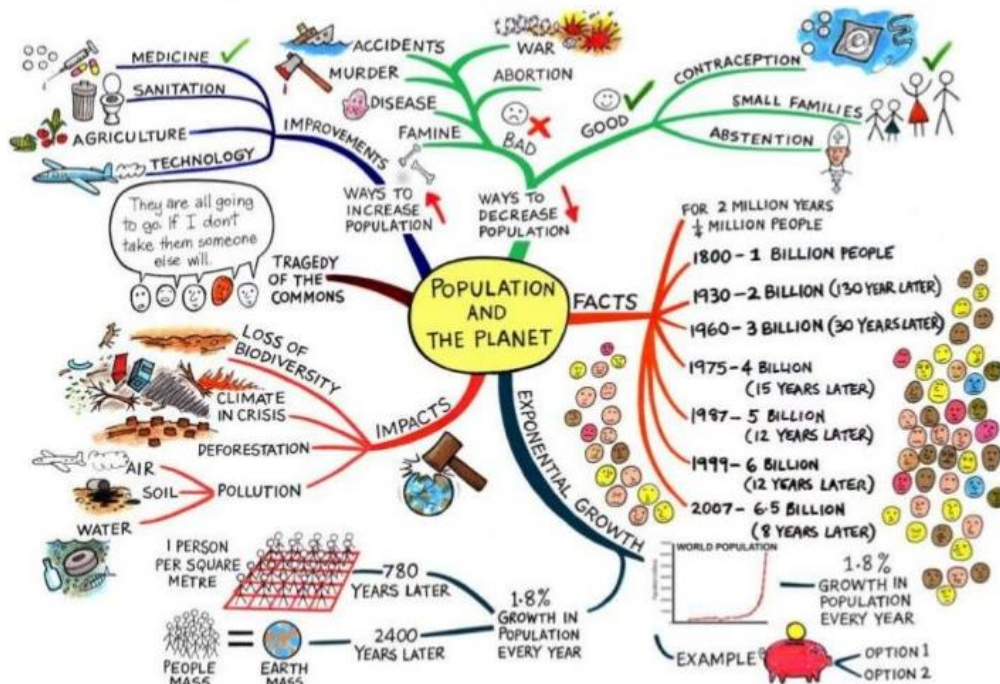 POPULATION
AND
THE PLANET
WAYS TO
INCREASE
POPULATION
IMPROVEMENTS
MEDICINE
SANITATION
AGRICULTURE
TECHNOLOGY
WAYS TO
DECREASE
POPULATION
BAD
ACCIDENTS
MURDER
DISEASE
FAMINE
WAR
ABORTION
GOOD
CONTRACEPTION
SMALL FAMILIES
ABSTENTION
FACTS
FOR 2 MILLION YEARS
¼ MILLION PEOPLE
1800 - 1 BILLION PEOPLE
1930 - 2 BILLION (130 YEAR LATER)
1960 - 3 BILLION (30 YEARS LATER)
1975 - 4 BILLION
(15 YEARS LATER)
1987 - 5 BILLION
(12 YEARS LATER)
1999 - 6 BILLION
(12 YEARS LATER)
2007 - 6.5 BILLION
(8 YEARS LATER)
EXPONENTIAL GROWTH
WORLD POPULATION
1.8%
GROWTH IN
POPULATION
EVERY YEAR
EXAMPLE
OPTION 1
OPTION 2
1.8%
GROWTH IN
POPULATION
EVERY YEAR
780
YEARS LATER
1 PERSON
PER SQUARE
METRE
2400
YEARS LATER
PEOPLE
MASS
=
EARTH
MASS
IMPACTS
LOSS OF
BIODIVERSITY
CLIMATE
IN CRISIS
DEFORESTATION
POLLUTION
AIR
SOIL
WATER
TRAGEDY
OF THE
COMMONS
They are all going
to go. If I don't
take them someone
else will.